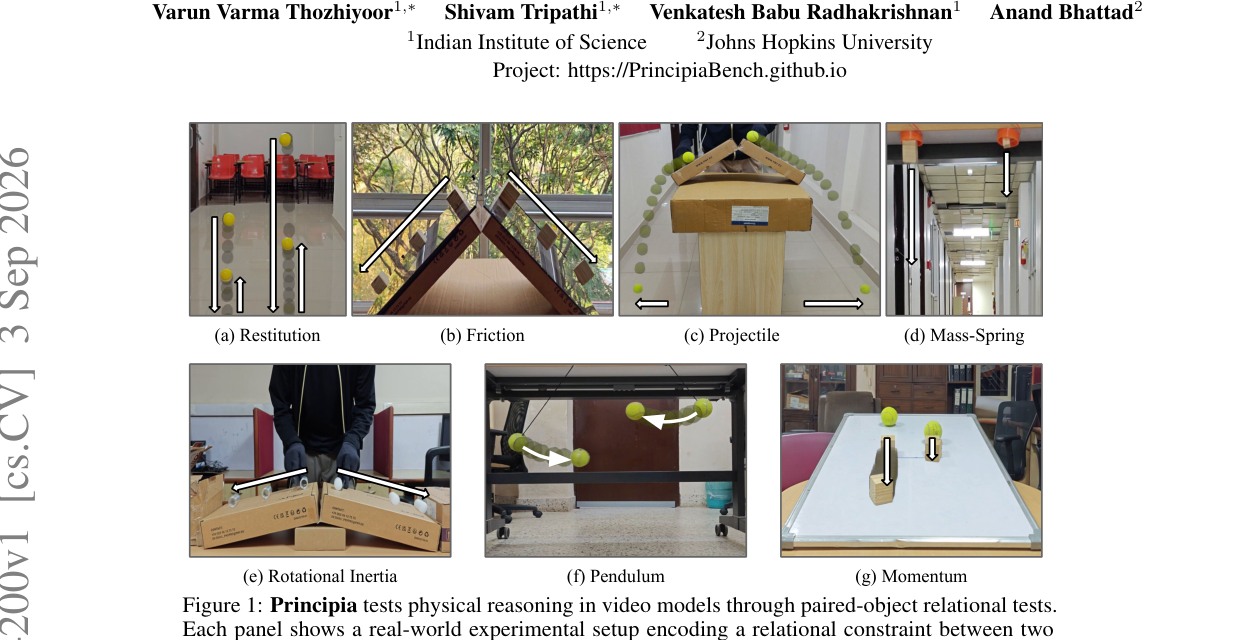 Varun Varma Thozhiyoor1,∗ Shivam Tripathi1,∗ Venkatesh Babu Radhakrishnan1 Anand Bhattad2
1Indian Institute of Science 2Johns Hopkins University
Project: https://PrincipiaBench.github.io
200v1 [cs.CV] 3 Sep 2026
(a) Restitution
(b) Friction
(c) Projectile
(d) Mass-Spring
(e) Rotational Inertia
(f) Pendulum
(g) Momentum
Figure 1: Principia tests physical reasoning in video models through paired-object relational tests.
Each panel shows a real-world experimental setup encoding a relational constraint between two